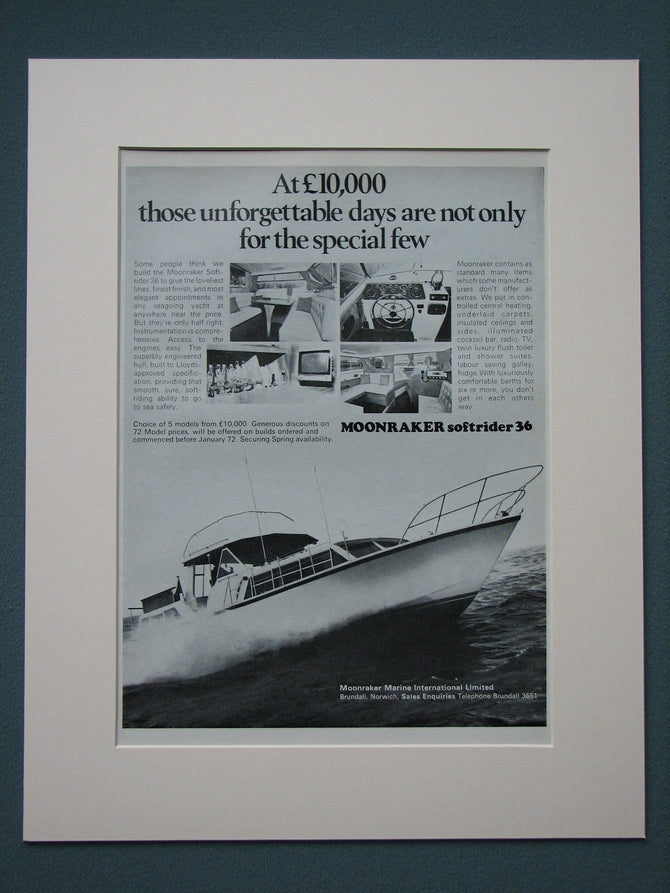 At £10,000
those unforgettable days are not only
for the special few
Some people think we
build the Moonraker Soft-
rider 36 to give the loveliest
lines, finest finish, and most
elegant appointments in
any seagoing yacht at
anywhere near the price.
But they're only half right.
Instrumentation is compre-
hensive. Access to the
engines easy. The
superbly engineered
hull, built to Lloyds-
approved specific-
ation, providing that
smooth, sure, soft-
riding ability to go
to sea safely.
Moonraker contains as
standard many items
which some manufact-
urers don't offer as
extras. We put in con-
trolled central heating,
underlaid carpets,
insulated ceilings and
sides, illuminated
cocktail bar, radio, TV,
twin luxury flush toilet
and shower suites,
labour saving galley,
fridge. With luxuriously
comfortable berths for
six or more, you don't
get in each others
way.
Choice of 5 models from £10,000. Generous discounts on
72 Model prices, will be offered on builds ordered and
commenced before January 72. Securing Spring availability
MOONRAKER softrider 36
Moonraker Marine International Limited
Brundall, Norwich. Sales Enquiries Telephone Brundall 3651